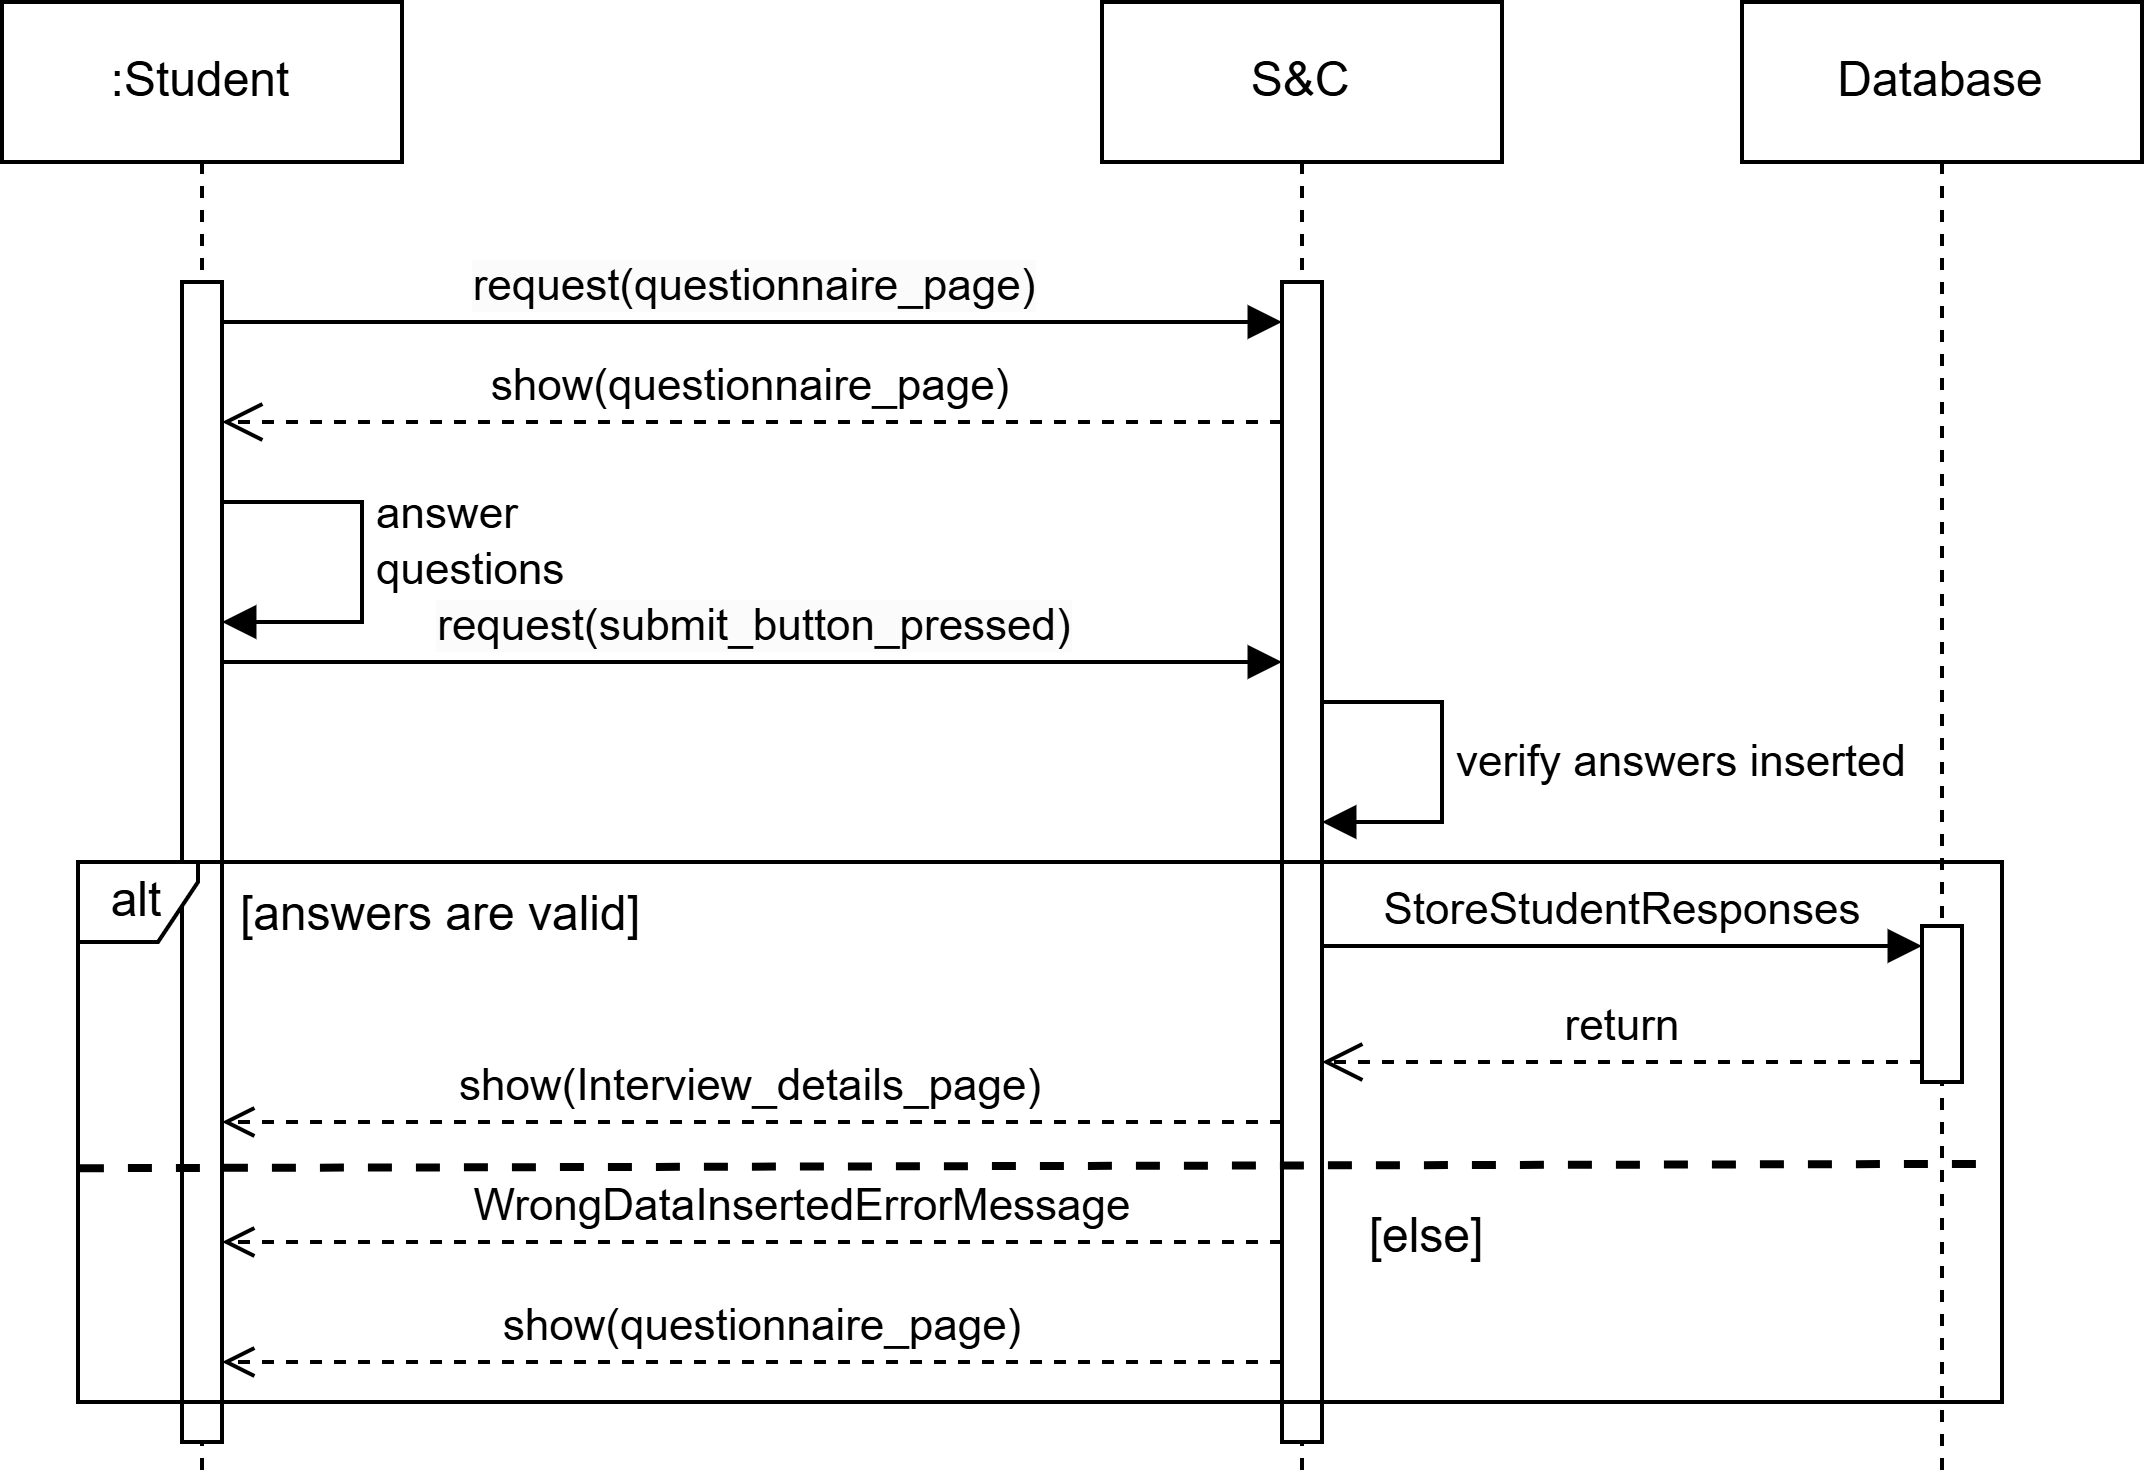 :Student
S&C
Database
request(questionnaire_page)
show(questionnaire_page)
answer
questions
request(submit_button_pressed)
verify answers inserted
alt
[answers are valid]
StoreStudentResponses
return
show(Interview_details_page)
WrongDataInsertedErrorMessage
[else]
show(questionnaire_page)